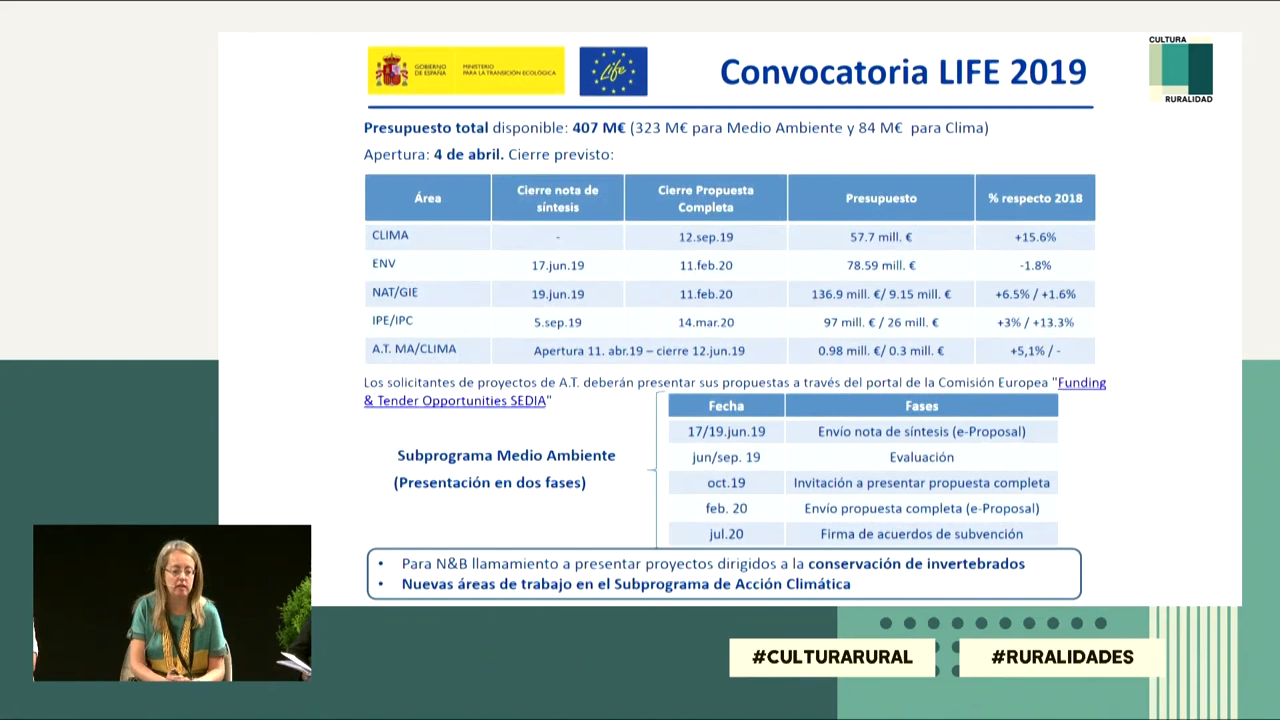 CULTURA
RURALIDAD
GOBIERNO
DE ESPAÑA
MINISTERIO
PARA LA TRANSICIÓN ECOLÓGICA
Life
Convocatoria LIFE 2019
Presupuesto total disponible: 407 M€ (323 M€ para Medio Ambiente y 84 M€ para Clima)
Apertura: 4 de abril. Cierre previsto:
Área Cierre nota de síntesis Cierre Propuesta Completa Presupuesto % respecto 2018
CLIMA - 12.sep.19 57.7 mill. € +15.6%
ENV 17.jun.19 11.feb.20 78.59 mill. € -1.8%
NAT/GIE 19.jun.19 11.feb.20 136.9 mill. €/ 9.15 mill. € +6.5% / +1.6%
IPE/IPC 5.sep.19 14.mar.20 97 mill. € / 26 mill. € +3% / +13.3%
A.T. MA/CLIMA Apertura 11. abr.19 – cierre 12.jun.19 0.98 mill. €/ 0.3 mill. € +5,1% / -
Los solicitantes de proyectos de A.T. deberán presentar sus propuestas a través del portal de la Comisión Europea "Funding
& Tender Opportunities SEDIA"
Subprograma Medio Ambiente
(Presentación en dos fases)
Fecha Fases
17/19.jun.19 Envío nota de síntesis (e-Proposal)
jun/sep. 19 Evaluación
oct.19 Invitación a presentar propuesta completa
feb. 20 Envío propuesta completa (e-Proposal)
jul.20 Firma de acuerdos de subvención
• Para N&B llamamiento a presentar proyectos dirigidos a la conservación de invertebrados
• Nuevas áreas de trabajo en el Subprograma de Acción Climática
#CULTURARURAL
#RURALIDADES